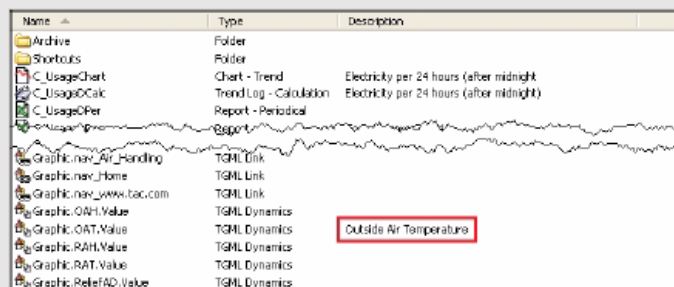 Name Type Description
Archive Folder
Shortcuts Folder
C_UsageChart Chart - Trend Electricity per 24 hours (after midnight
C_UsageDCalc Trend Log - Calculation Electricity per 24 hours (after midnight)
C_UsageDPer Report - Periodical
Report
Graphic.nav_Air_Handling TGML Link
Graphic.nav_Home TGML Link
Graphic.nav_www.tac.com TGML Link
Graphic.OAH.Value TGML Dynamics
Graphic.OAT.Value TGML Dynamics Outside Air Temperature
Graphic.RAH.Value TGML Dynamics
Graphic.RAT.Value TGML Dynamics
Graphic.ReliefAD.Value TGML Dynamics